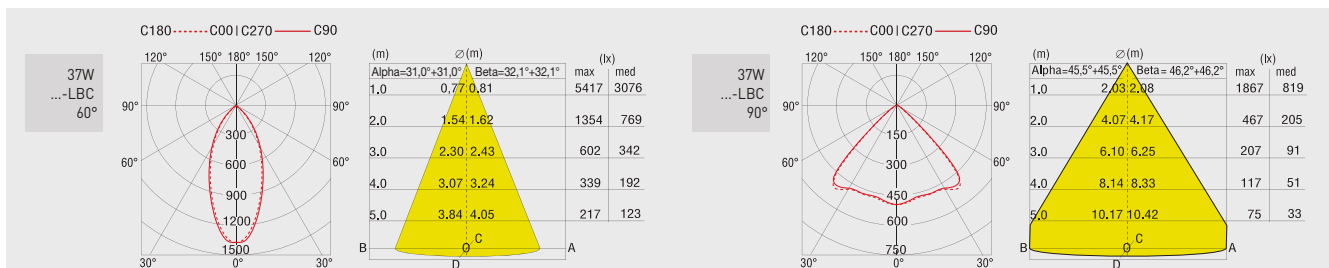 C180 C00 | C270 C90
37W
...-LBC
60°
120° 150° 180° 150° 120°
90° 90°
60° 60°
30° 0° 30°
300
600
900
1200
1500
(m) ∅(m) (lx)
Alpha=31,0°+31,0° Beta=32,1°+32,1° max med
1.0 0,77 0.81 5417 3076
2.0 1.54 1.62 1354 769
3.0 2.30 2.43 602 342
4.0 3.07 3.24 339 192
5.0 3.84 4.05 217 123
C
B O A
D
C180 C00 | C270 C90
37W
...-LBC
90°
120° 150° 180° 150° 120°
90° 90°
60° 60°
30° 0° 30°
150
300
450
600
750
(m) ∅(m) (lx)
Alpha=45,5°+45,5° Beta= 46,2°+46,2° max med
1.0 2.03 2.08 1867 819
2.0 4.07 4.17 467 205
3.0 6.10 6.25 207 91
4.0 8.14 8.33 117 51
5.0 10.17 10.42 75 33
C
B O A
D